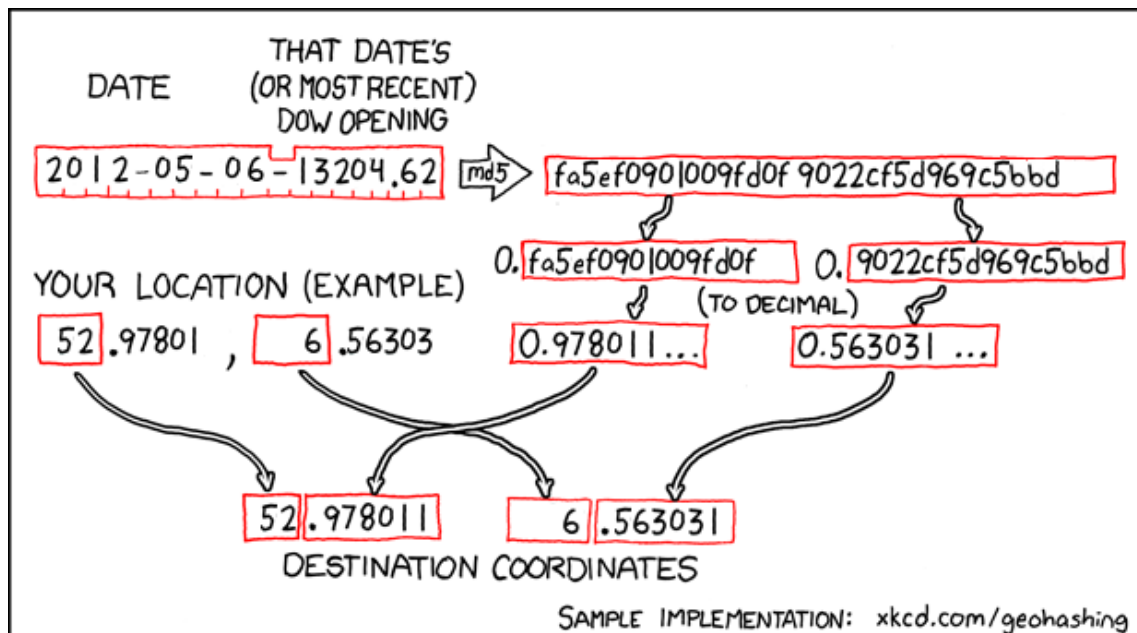 DATE
THAT DATE'S
(OR MOST RECENT)
DOW OPENING
2012-05-06-13204.62
md5
fa5ef0901009fd0f 9022cf5d969c5bbd
0.fa5ef0901009fd0f
0.9022cf5d969c5bbd
(TO DECIMAL)
YOUR LOCATION (EXAMPLE)
52.97801, 6.56303
0.978011...
0.563031 ...
52.978011
6.563031
DESTINATION COORDINATES
SAMPLE IMPLEMENTATION: xkcd.com/geohashing